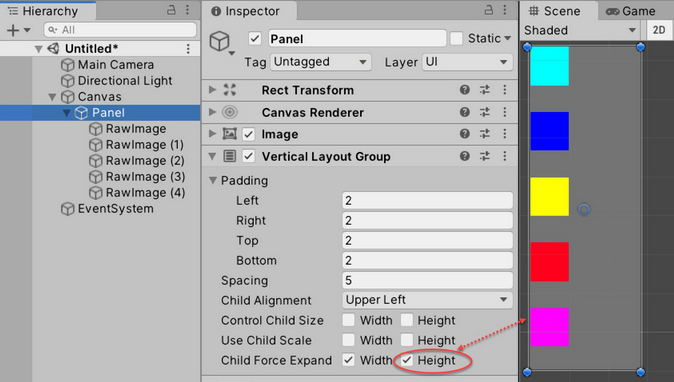 Hierarchy
All
Untitled*
Main Camera
Directional Light
Canvas
Panel
RawImage
RawImage (1)
RawImage (2)
RawImage (3)
RawImage (4)
EventSystem
Inspector
Panel
Static
Tag Untagged Layer UI
Rect Transform
Canvas Renderer
Image
Vertical Layout Group
Padding
Left 2
Right 2
Top 2
Bottom 2
Spacing 5
Child Alignment Upper Left
Control Child Size Width Height
Use Child Scale Width Height
Child Force Expand Width Height
Scene Game
Shaded 2D